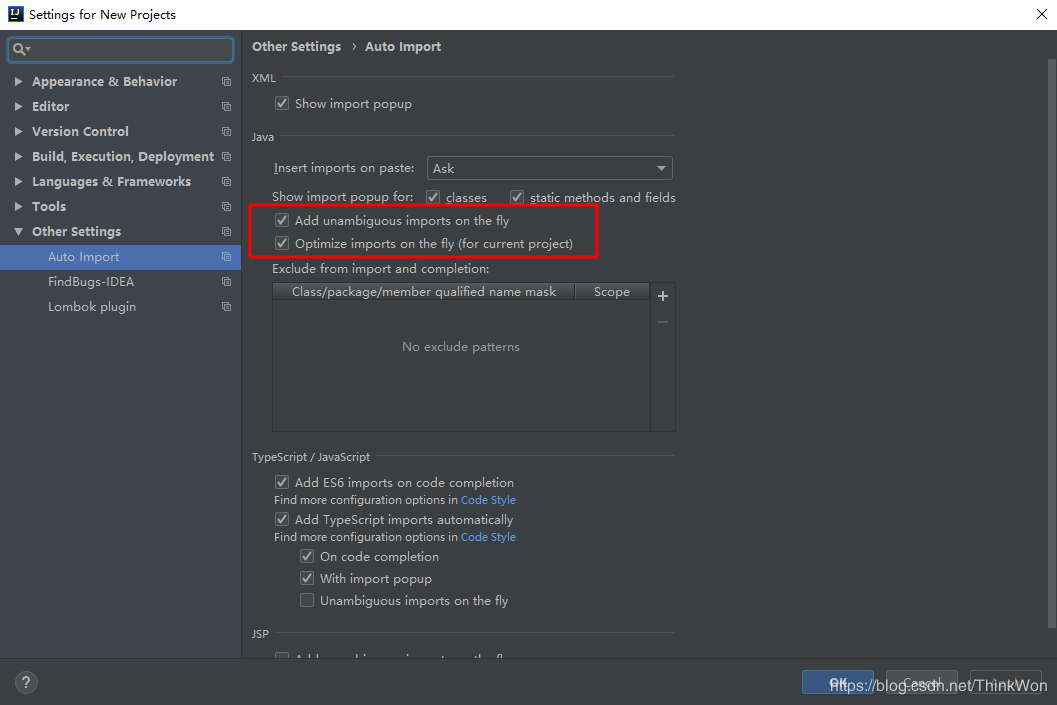 Settings for New Projects
Other Settings › Auto Import
Appearance & Behavior
Editor
Version Control
Build, Execution, Deployment
Languages & Frameworks
Tools
Other Settings
Auto Import
FindBugs-IDEA
Lombok plugin
XML
Show import popup
Java
Insert imports on paste: Ask
Show import popup for: classes static methods and fields
Add unambiguous imports on the fly
Optimize imports on the fly (for current project)
Exclude from import and completion:
Class/package/member qualified name mask Scope
No exclude patterns
TypeScript / JavaScript
Add ES6 imports on code completion
Find more configuration options in Code Style
Add TypeScript imports automatically
Find more configuration options in Code Style
On code completion
With import popup
Unambiguous imports on the fly
JSP
? OK Cancel
https://blog.csdn.net/ThinkWon